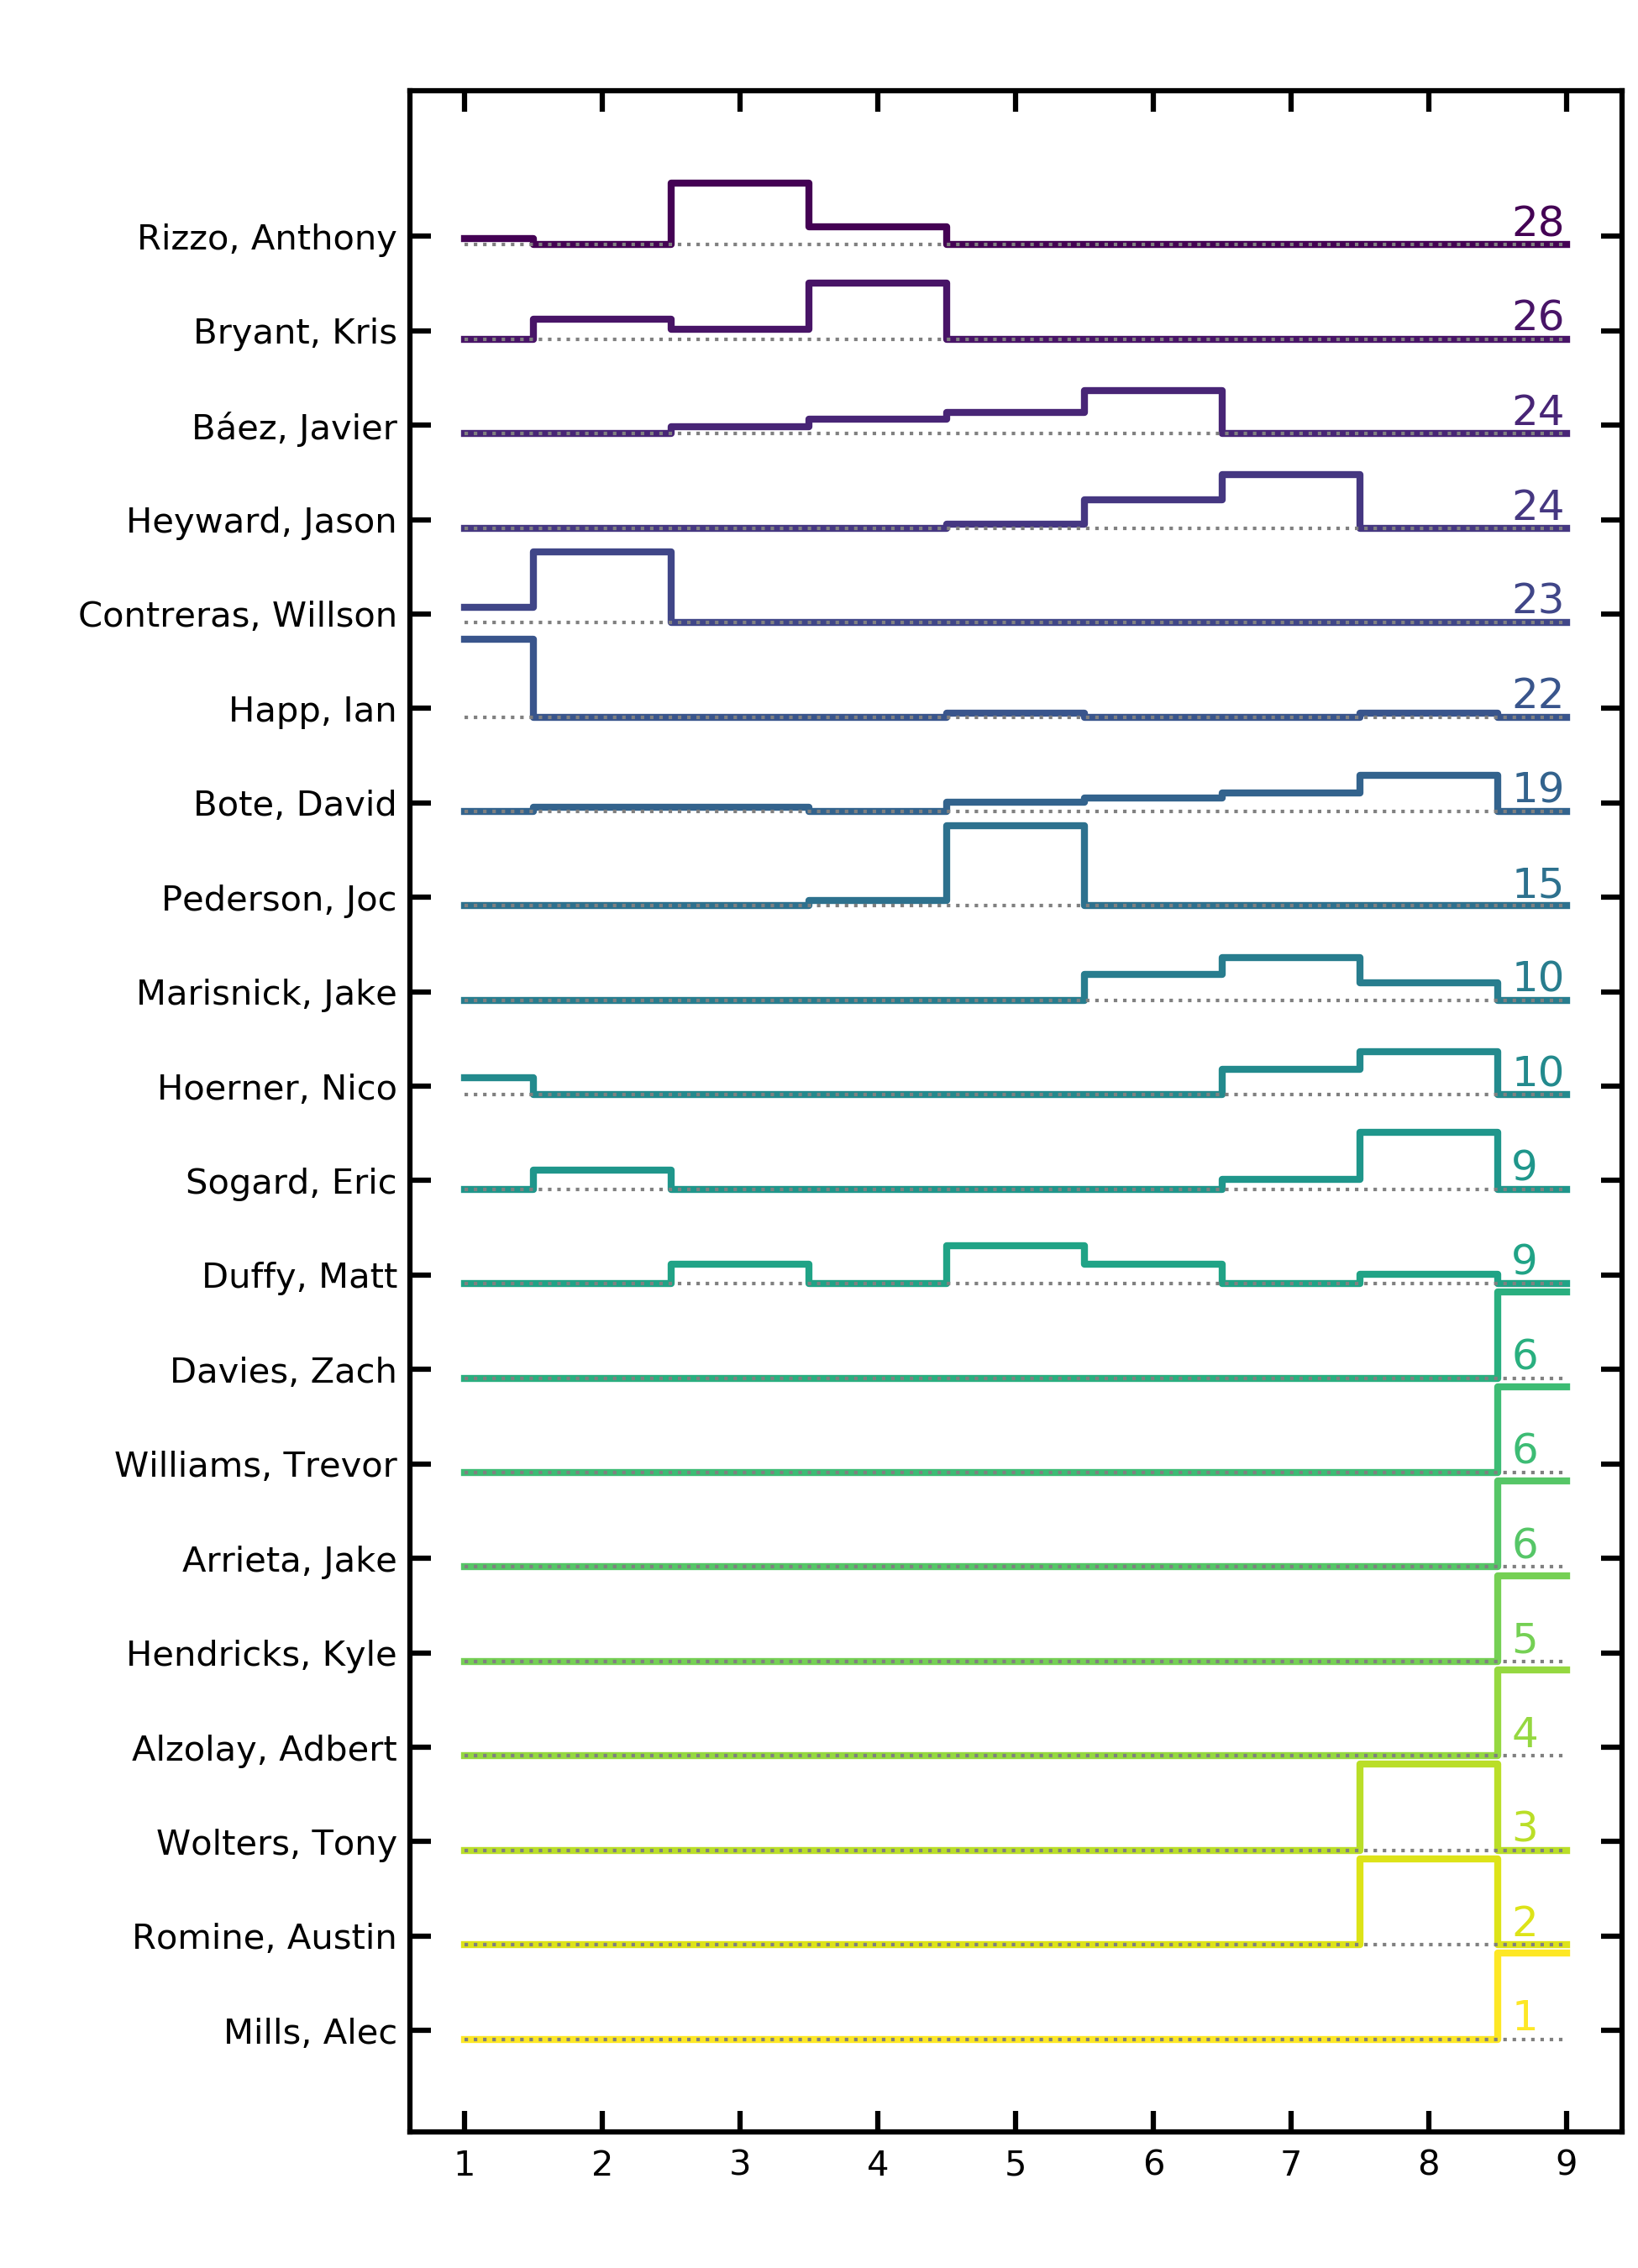 Rizzo, Anthony 28
Bryant, Kris 26
Báez, Javier 24
Heyward, Jason 24
Contreras, Willson 23
Happ, Ian 22
Bote, David 19
Pederson, Joc 15
Marisnick, Jake 10
Hoerner, Nico 10
Sogard, Eric 9
Duffy, Matt 9
Davies, Zach 6
Williams, Trevor 6
Arrieta, Jake 6
Hendricks, Kyle 5
Alzolay, Adbert 4
Wolters, Tony 3
Romine, Austin 2
Mills, Alec 1
1 2 3 4 5 6 7 8 9